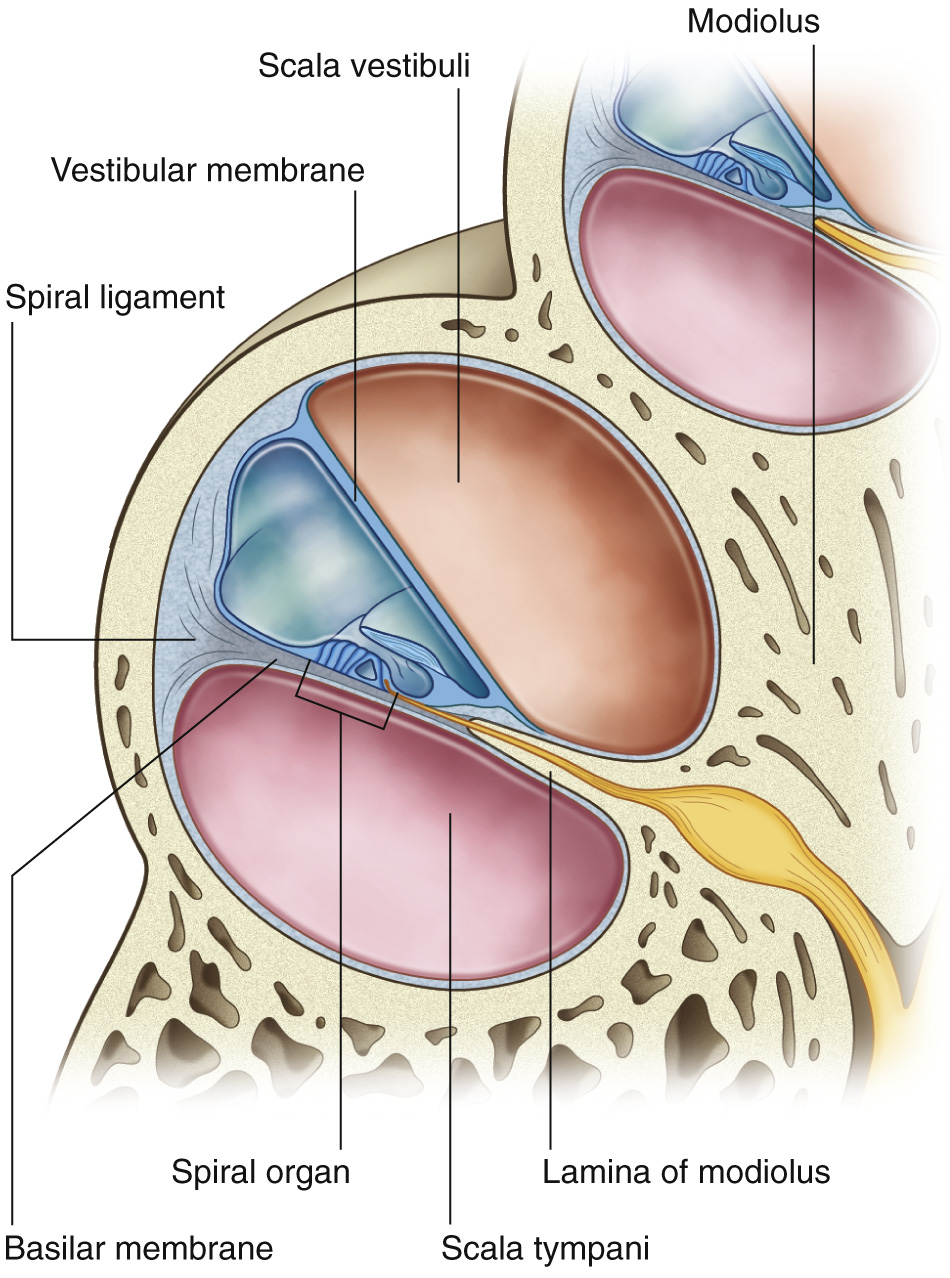 Modiolus
Scala vestibuli
Vestibular membrane
Spiral ligament
Spiral organ
Lamina of modiolus
Basilar membrane
Scala tympani